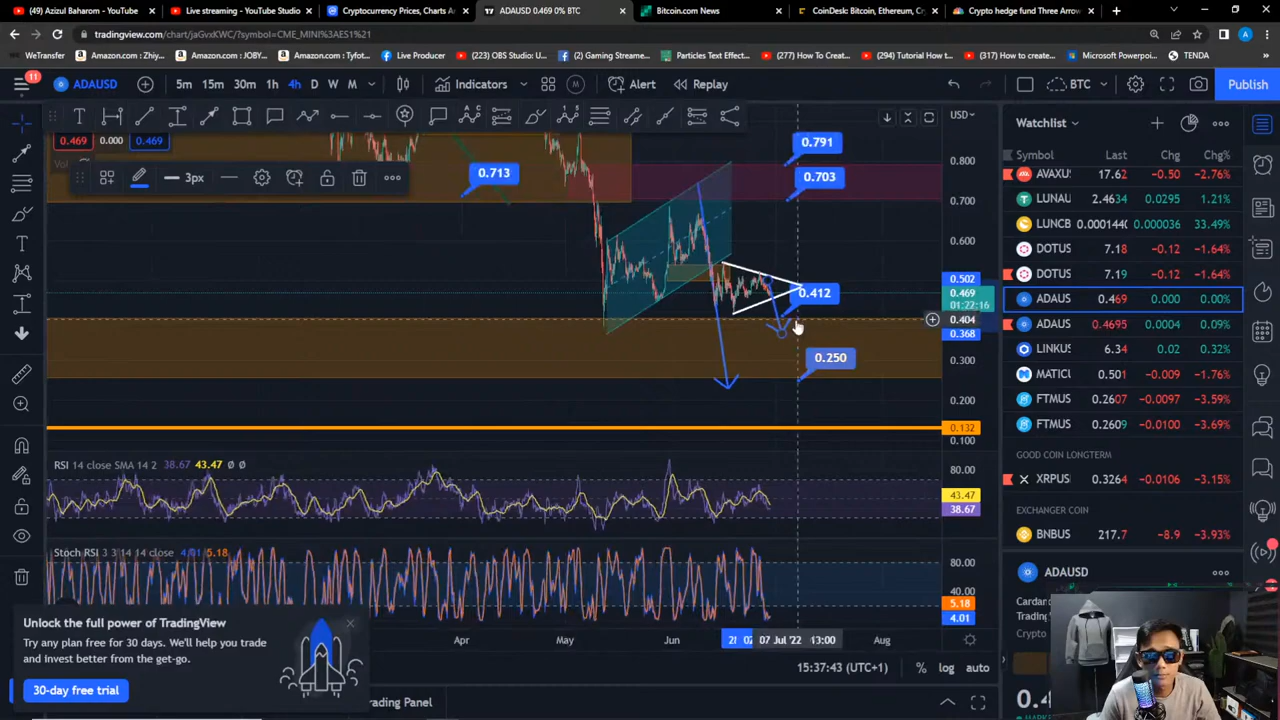 (49) Azizul Baharom - YouTube
Live streaming - YouTube Studio
Cryptocurrency Prices, Charts A
ADAUSD 0.469 0% BTC
Bitcoin.com News
CoinDesk: Bitcoin, Ethereum, C
Crypto hedge fund Three Arrow
tradingview.com/chart/jaGvxKWC/?symbol=CME_MINI%3AES1%21
WeTransfer
Amazon.com : Zhiy...
Amazon.com: JOBY...
Amazon.com: Tyfot...
Live Producer
(223) OBS Studio: U...
(2) Gaming Streame...
Particles Text Effect...
(277) How To Creat...
(294) Tutorial How t...
(317) How to create...
Microsoft Powerpoi...
TENDA
11
ADAUSD
5m 15m 30m 1h 4h D W M
Indicators
Alert
Replay
BTC
Publish
USD
Watchlist
Symbol Last Chg Chg%
0.469 0.000 0.469
3px
0.713
0.791
0.703
0.412
0.250
0.800
0.700
0.600
0.502
0.469
01:22:16
0.404
0.368
0.300
0.200
0.132
0.100
AVAXUS 17.62 -0.50 -2.76%
LUNAU 2.4634 0.0295 1.21%
LUNCB 0.000144( 0.000036 33.49%
DOTUS 7.18 -0.12 -1.64%
DOTUS 7.19 -0.12 -1.64%
ADAUS 0.469 0.000 0.00%
ADAUS 0.4695 0.0004 0.09%
LINKUS 6.34 0.02 0.32%
MATICU 0.501 -0.009 -1.76%
FTMUS 0.2607 -0.0097 -3.59%
FTMUS 0.2609 -0.0100 -3.69%
GOOD COIN LONGTERM
XRPUS 0.3264 -0.0106 -3.15%
EXCHANGER COIN
BNBUS 217.7 -8.9 -3.93%
RSI 14 close SMA 14 2 38.67 43.47 Ø Ø
80.00
43.47
38.67
Stoch RSI 3 3 14 14 close 4.01 5.18
80.00
40.00
5.18
4.01
Apr May Jun 07 Jul '22 13:00 Aug
ADAUSD
Crypto
Unlock the full power of TradingView
Try any plan free for 30 days. We'll help you trade
and invest better from the get-go.
30-day free trial
15:37:43 (UTC+1)
% log auto
rading Panel